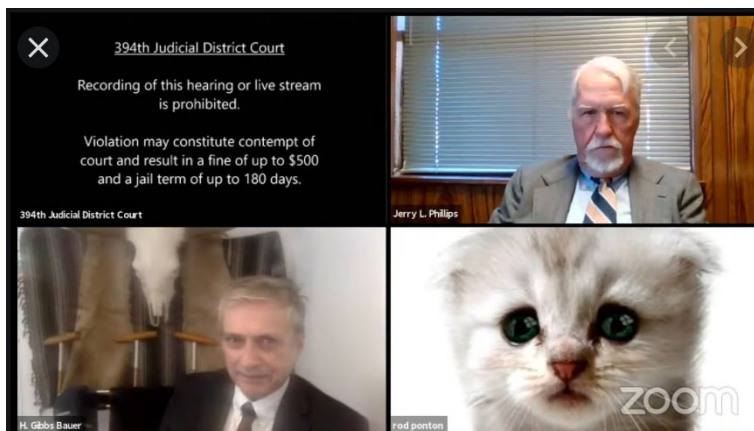 394th Judicial District Court
Recording of this hearing or live stream
is prohibited.
Violation may constitute contempt of
court and result in a fine of up to $500
and a jail term of up to 180 days.
394th Judicial District Court
Jerry L. Phillips
H. Gibbs Bauer
rod ponton
zoom